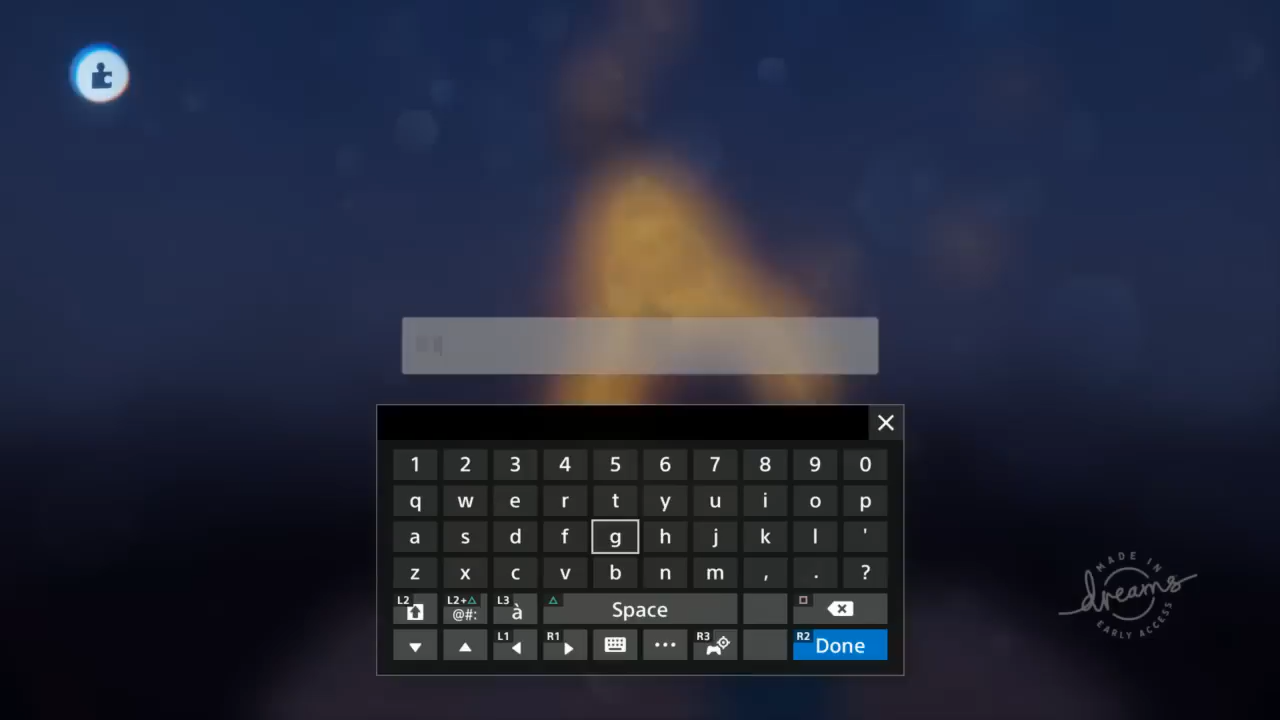 1 2 3 4 5 6 7 8 9 0
q w e r t y u i o p
a s d f g h j k l '
z x c v b n m , . ?
L2 L2+△ @#: L3 à △ Space □
L1 R1 ... R3 R2 Done
MADE IN
dreams
EARLY ACCESS